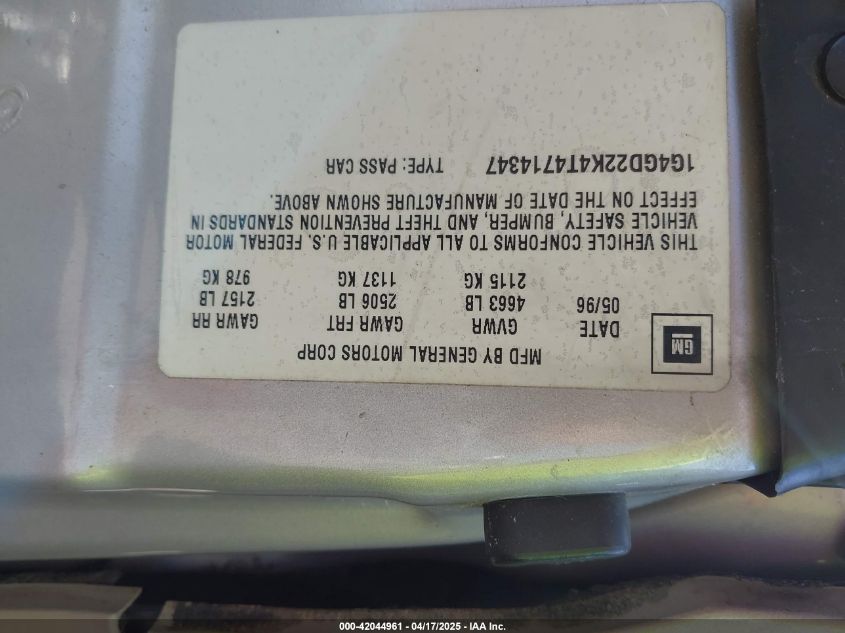 GM
MFD BY GENERAL MOTORS CORP
DATE GVWR GAWR FRT GAWR RR
05/96 4663 LB 2506 LB 2157 LB
2115 KG 1137 KG 978 KG
THIS VEHICLE CONFORMS TO ALL APPLICABLE U.S. FEDERAL MOTOR
VEHICLE SAFETY, BUMPER, AND THEFT PREVENTION STANDARDS IN
EFFECT ON THE DATE OF MANUFACTURE SHOWN ABOVE.
1G4GD22K4T4714347 TYPE: PASS CAR
000-42044961 - 04/17/2025 - IAA Inc.